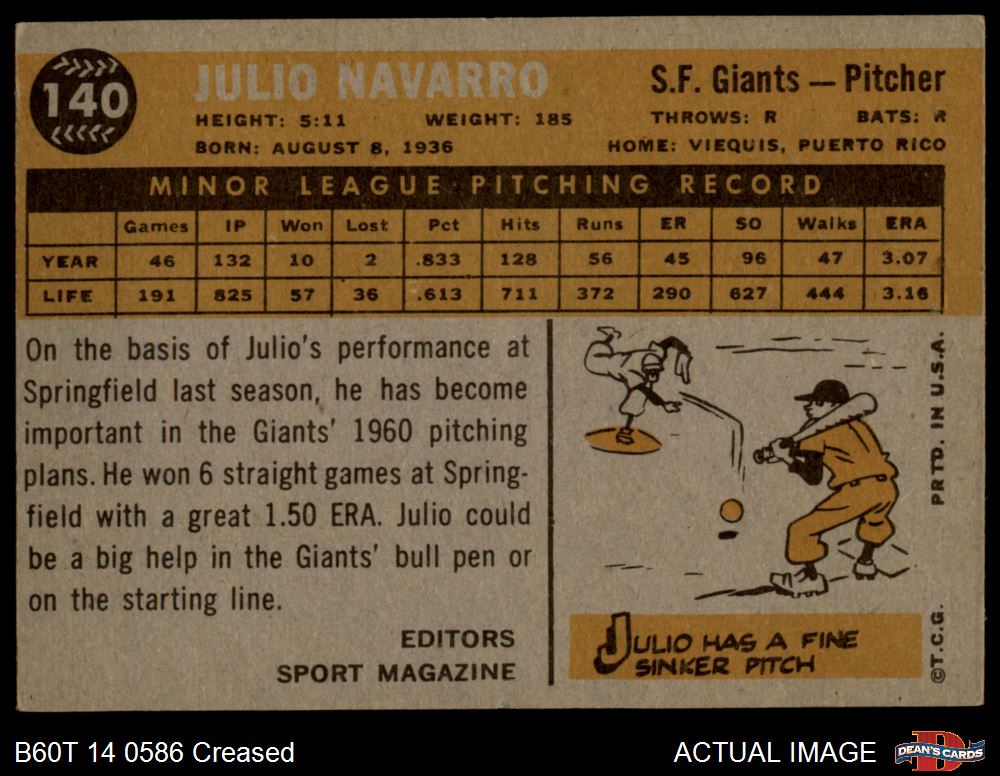 140
JULIO NAVARRO
S.F. Giants — Pitcher
HEIGHT: 5:11 WEIGHT: 185 THROWS: R BATS: R
BORN: AUGUST 8, 1936 HOME: VIEQUIS, PUERTO RICO
MINOR LEAGUE PITCHING RECORD
Games IP Won Lost Pct Hits Runs ER SO Walks ERA
YEAR 46 132 10 2 .833 128 56 45 96 47 3.07
LIFE 191 825 57 36 .613 711 372 290 627 444 3.16
On the basis of Julio's performance at
Springfield last season, he has become
important in the Giants' 1960 pitching
plans. He won 6 straight games at Spring-
field with a great 1.50 ERA. Julio could
be a big help in the Giants' bull pen or
on the starting line.
EDITORS
SPORT MAGAZINE
JULIO HAS A FINE
SINKER PITCH
PRTD. IN U.S.A.
©T.C.G.
B60T 14 0586 Creased
ACTUAL IMAGE
DEAN'S CARDS